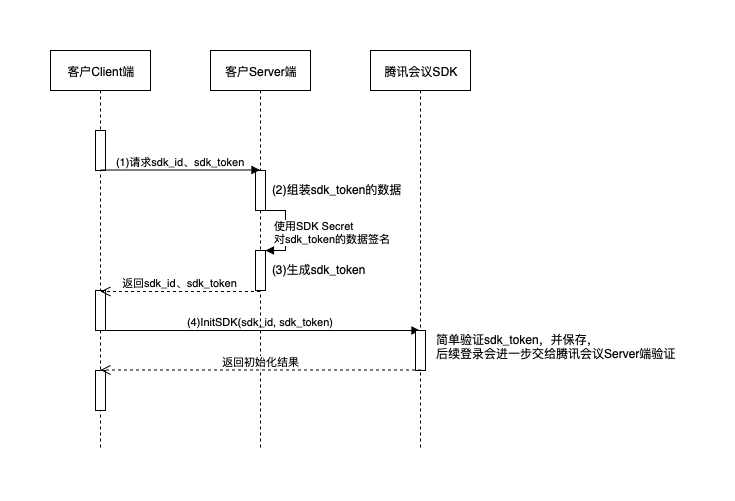 客户Client端
客户Server端
腾讯会议SDK
(1)请求sdk_id、sdk_token
(2)组装sdk_token的数据
使用SDK Secret
对sdk_token的数据签名
(3)生成sdk_token
返回sdk_id、sdk_token
(4)InitSDK(sdk_id, sdk_token)
简单验证sdk_token，并保存，
后续登录会进一步交给腾讯会议Server端验证
返回初始化结果